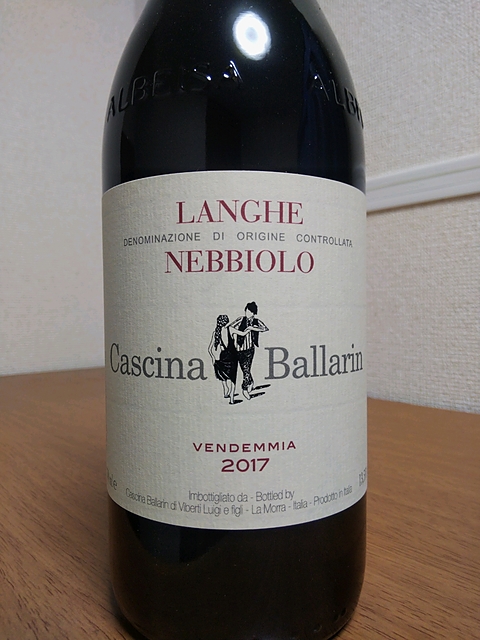 ALBEISA
LANGHE
DENOMINAZIONE DI ORIGINE CONTROLLATA
NEBBIOLO
Cascina Ballarin
VENDEMMIA
2017
Imbottigliato da - Bottled by
Cascina Ballarin di Viberti Luigi e figli - La Morra - Italia - Prodotto in Italia